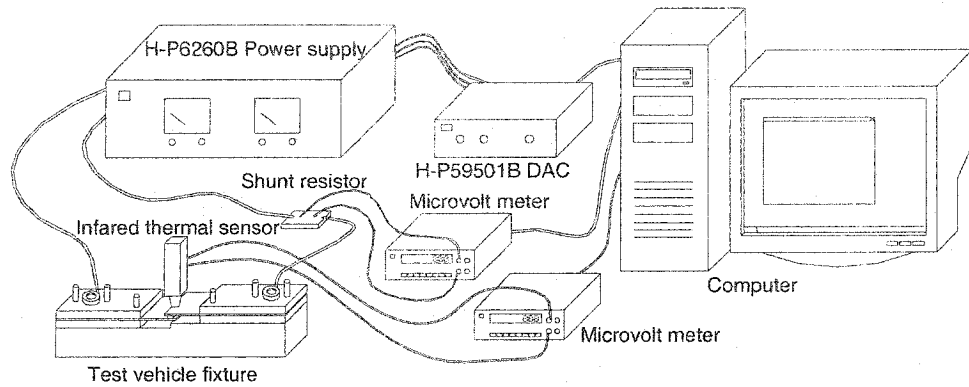 H-P6260B Power supply
H-P59501B DAC
Shunt resistor
Microvolt meter
Infared thermal sensor
Computer
Microvolt meter
Test vehicle fixture